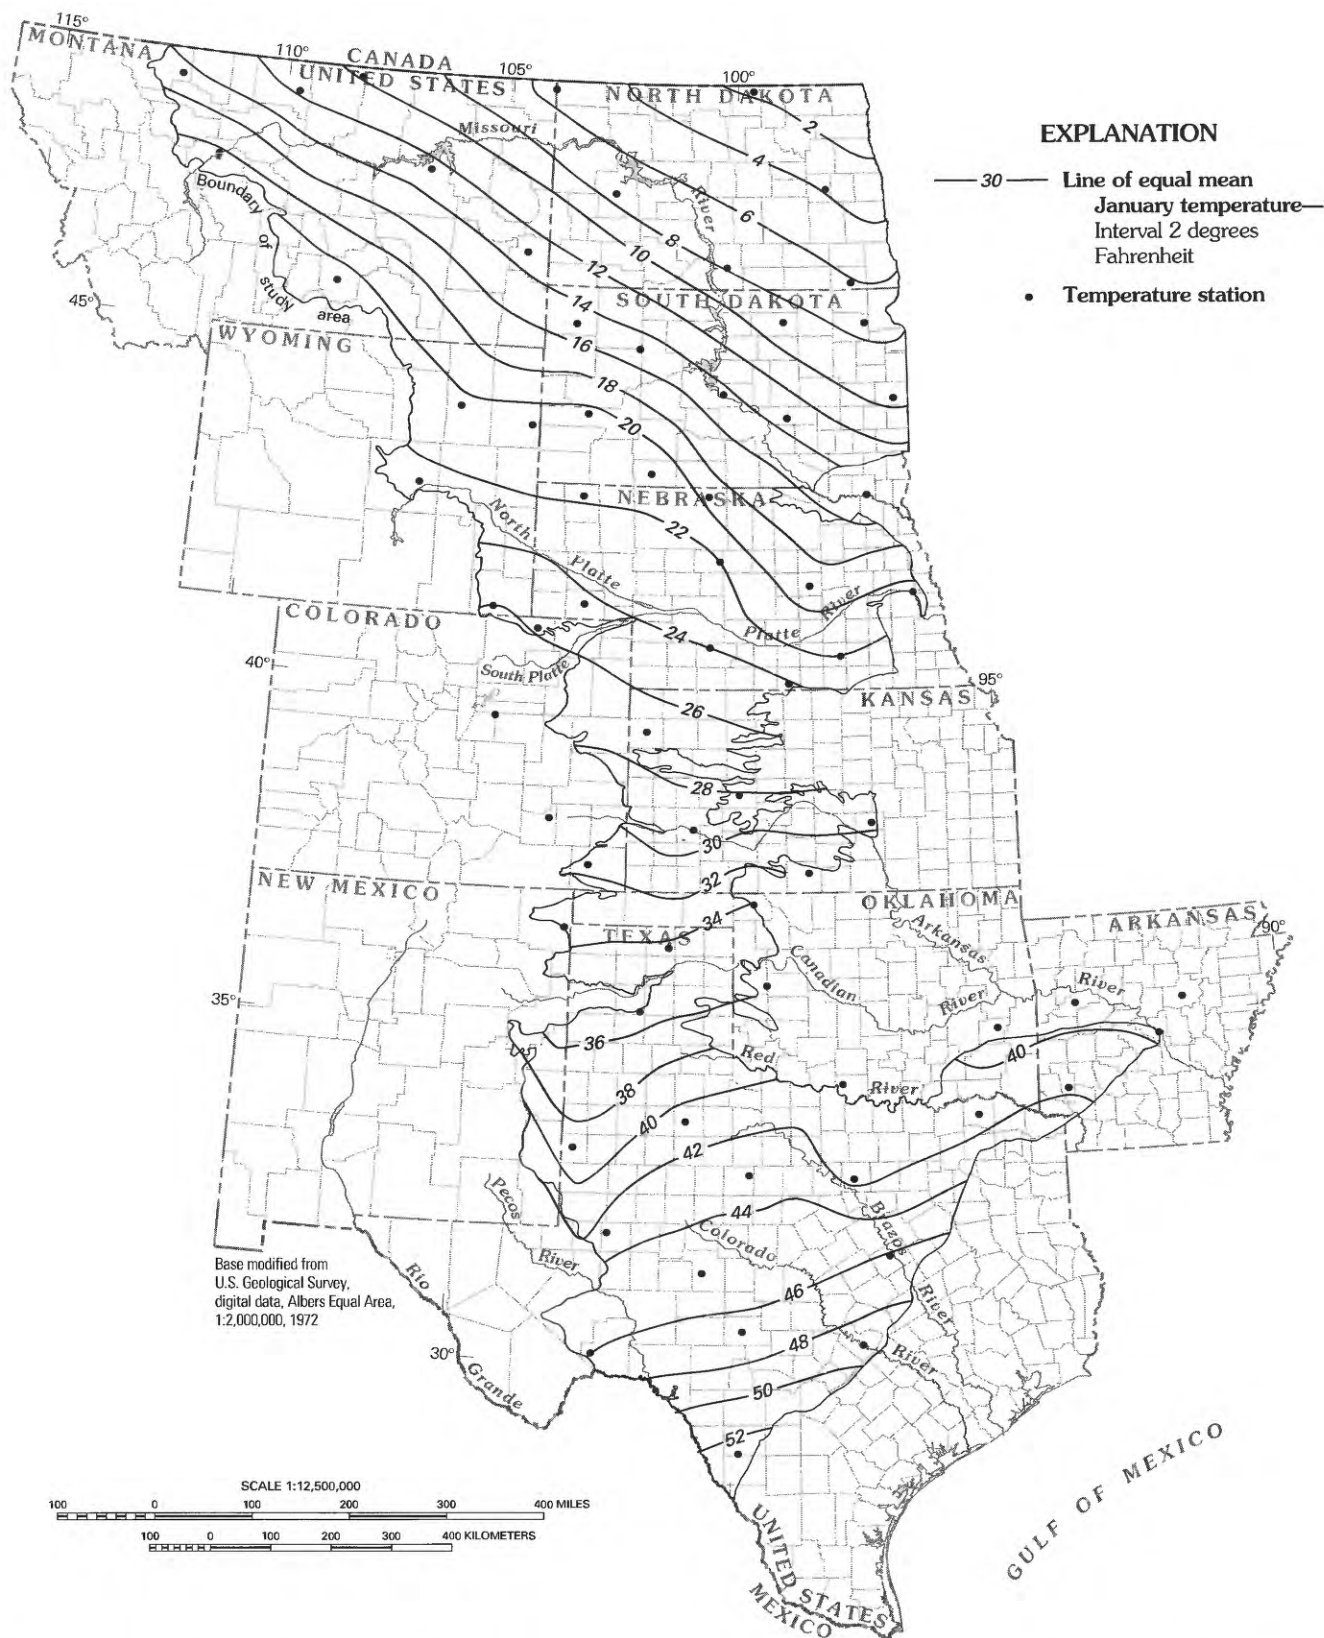 115°
MONTANA
110°
CANADA
UNITED STATES
105°
100°
NORTH DAKOTA
Missouri
River
2
4
6
8
10
12
14
16
18
20
22
24
26
28
30
32
34
36
38
40
40
42
44
46
48
50
52
EXPLANATION
30 Line of equal mean
January temperature—
Interval 2 degrees
Fahrenheit
Temperature station
Boundary
of
study
area
45°
SOUTH DAKOTA
WYOMING
NEBRASKA
North
Platte
River
Platte
COLORADO
South Platte
40°
95°
KANSAS
NEW MEXICO
OKLAHOMA
ARKANSAS
90°
TEXAS
Arkansas
River
Canadian
River
35°
Red
River
Pecos
River
Colorado
River
Brazos
River
Rio
Grande
30°
Base modified from
U.S. Geological Survey,
digital data, Albers Equal Area,
1:2,000,000, 1972
SCALE 1:12,500,000
100 0 100 200 300 400 MILES
100 0 100 200 300 400 KILOMETERS
GULF OF MEXICO
UNITED STATES
MEXICO